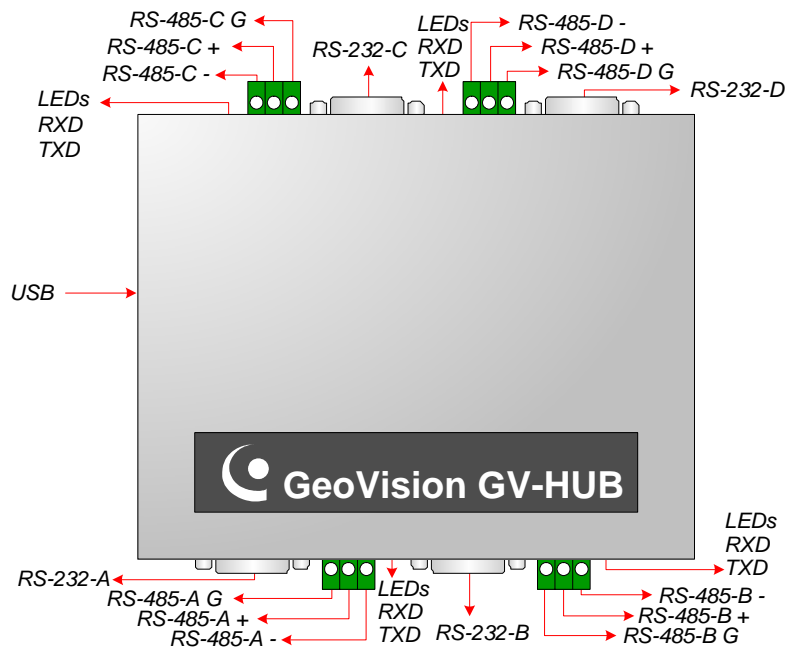 RS-485-C G
RS-485-C +
RS-485-C -
LEDs
RXD
TXD
RS-232-C
LEDs
RXD
TXD
RS-485-D -
RS-485-D +
RS-485-D G
RS-232-D
USB
GeoVision GV-HUB
RS-232-A
RS-485-A G
RS-485-A +
RS-485-A -
LEDs
RXD
TXD
RS-232-B
LEDs
RXD
TXD
RS-485-B -
RS-485-B +
RS-485-B G